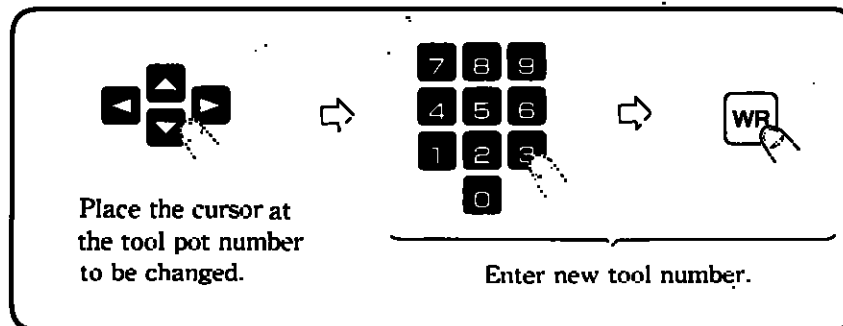 7 8 9
4 5 6
1 2 3
0
WR
Place the cursor at
the tool pot number
to be changed.
Enter new tool number.